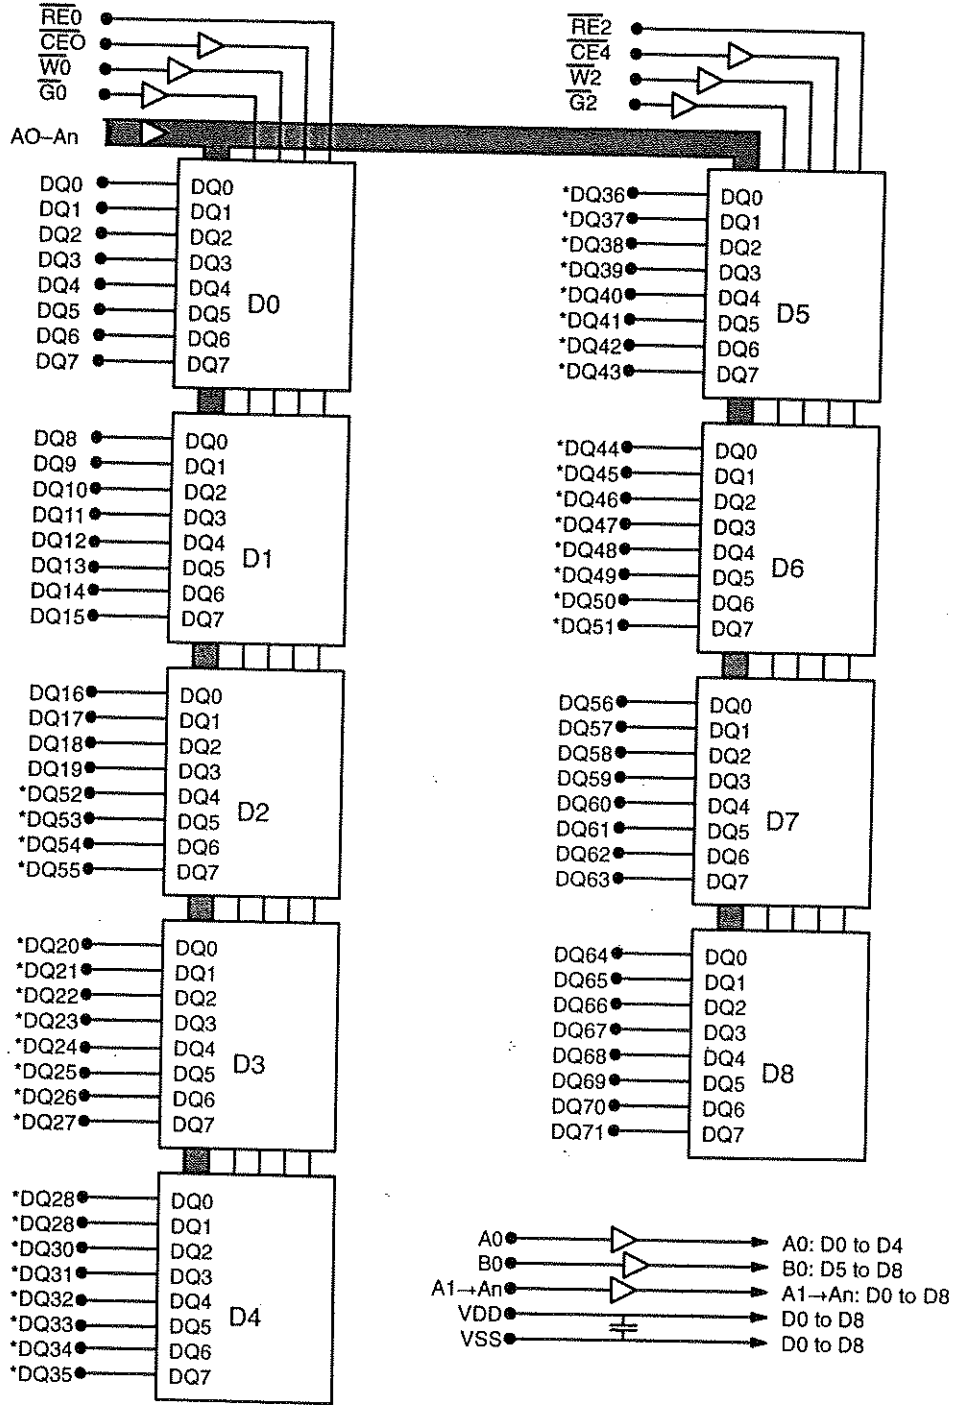 RE0
CEO
W0
G0
AO–An
DQ0
DQ1
DQ2
DQ3
DQ4
DQ5
DQ6
DQ7
DQ0
DQ1
DQ2
DQ3
DQ4
DQ5
DQ6
DQ7
D0
DQ8
DQ9
DQ10
DQ11
DQ12
DQ13
DQ14
DQ15
DQ0
DQ1
DQ2
DQ3
DQ4
DQ5
DQ6
DQ7
D1
DQ16
DQ17
DQ18
DQ19
*DQ52
*DQ53
*DQ54
*DQ55
DQ0
DQ1
DQ2
DQ3
DQ4
DQ5
DQ6
DQ7
D2
*DQ20
*DQ21
*DQ22
*DQ23
*DQ24
*DQ25
*DQ26
*DQ27
DQ0
DQ1
DQ2
DQ3
DQ4
DQ5
DQ6
DQ7
D3
*DQ28
*DQ28
*DQ30
*DQ31
*DQ32
*DQ33
*DQ34
*DQ35
DQ0
DQ1
DQ2
DQ3
DQ4
DQ5
DQ6
DQ7
D4
RE2
CE4
W2
G2
*DQ36
*DQ37
*DQ38
*DQ39
*DQ40
*DQ41
*DQ42
*DQ43
DQ0
DQ1
DQ2
DQ3
DQ4
DQ5
DQ6
DQ7
D5
*DQ44
*DQ45
*DQ46
*DQ47
*DQ48
*DQ49
*DQ50
*DQ51
DQ0
DQ1
DQ2
DQ3
DQ4
DQ5
DQ6
DQ7
D6
DQ56
DQ57
DQ58
DQ59
DQ60
DQ61
DQ62
DQ63
DQ0
DQ1
DQ2
DQ3
DQ4
DQ5
DQ6
DQ7
D7
DQ64
DQ65
DQ66
DQ67
DQ68
DQ69
DQ70
DQ71
DQ0
DQ1
DQ2
DQ3
DQ4
DQ5
DQ6
DQ7
D8
A0 A0: D0 to D4
B0 B0: D5 to D8
A1→An A1→An: D0 to D8
VDD D0 to D8
VSS D0 to D8